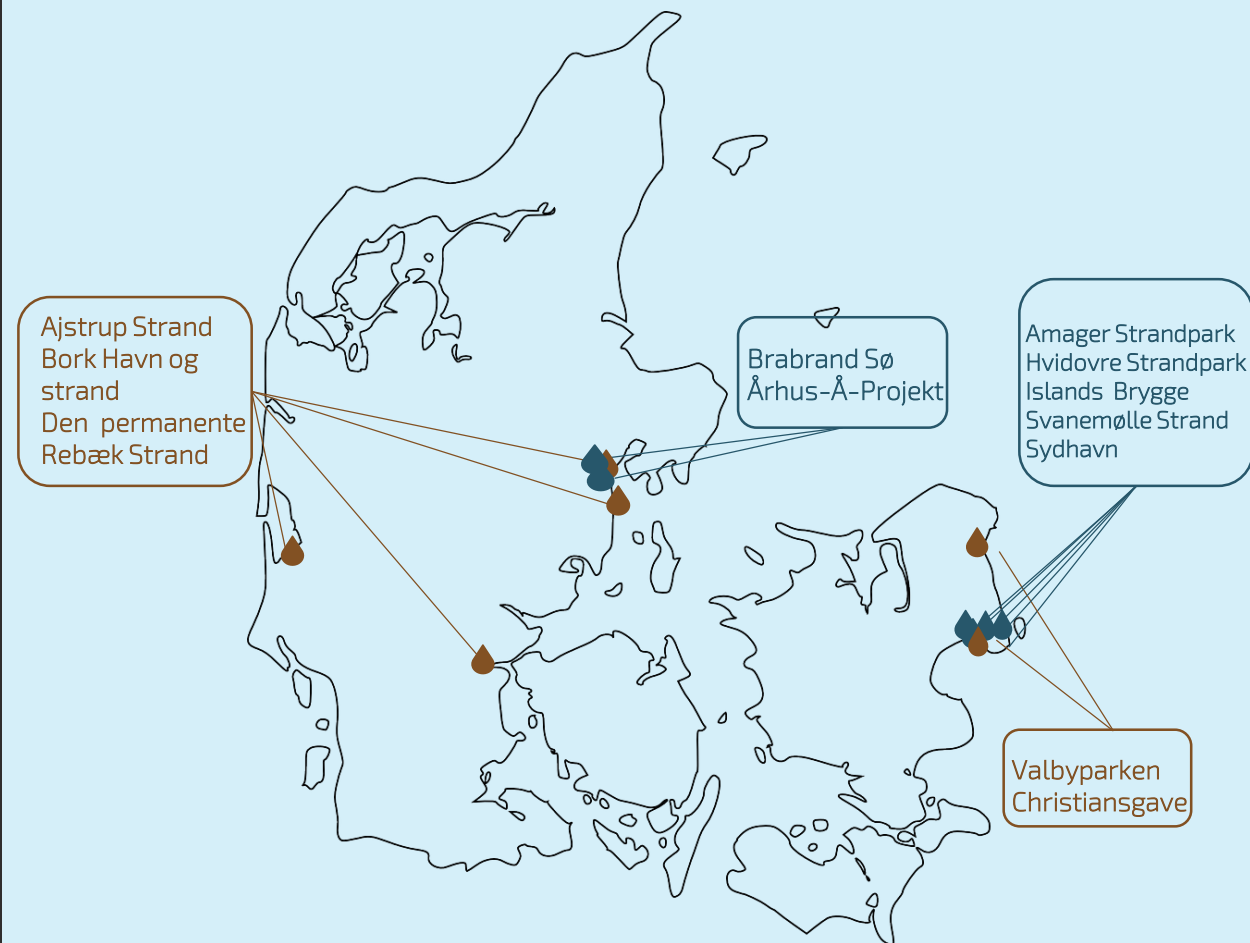 Ajstrup Strand
Bork Havn og
strand
Den permanente
Rebæk Strand
Brabrand Sø
Århus-Å-Projekt
Amager Strandpark
Hvidovre Strandpark
Islands Brygge
Svanemølle Strand
Sydhavn
Valbyparken
Christiansgave